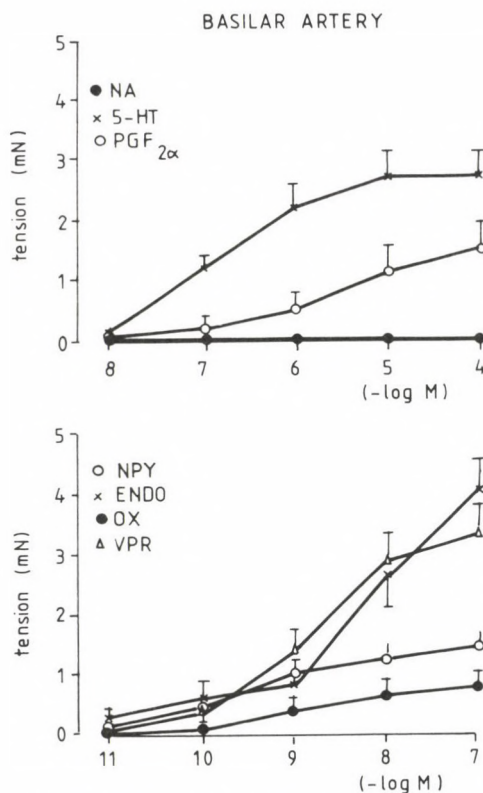 BASILAR ARTERY
tension (mN)
5
4
3
2
1
0
NA
5-HT
PGF2α
8 7 6 5 4
(-log M)
tension (mN)
5
4
3
2
1
0
NPY
ENDO
OX
VPR
11 10 9 8 7
(-log M)